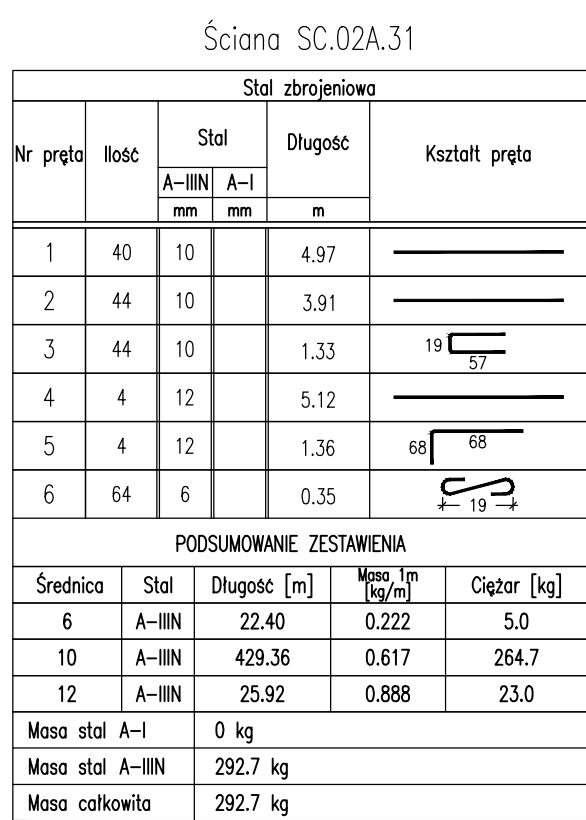 Ściana SC.02A.31
Stal zbrojeniowa
Nr pręta Ilość Stal Długość Kształt pręta
A-IIIN A-I
mm mm m
1 40 10 4.97
2 44 10 3.91
3 44 10 1.33 19 57
4 4 12 5.12
5 4 12 1.36 68 68
6 64 6 0.35 19
PODSUMOWANIE ZESTAWIENIA
Średnica Stal Długość [m] Masa 1m [kg/m] Ciężar [kg]
6 A-IIIN 22.40 0.222 5.0
10 A-IIIN 429.36 0.617 264.7
12 A-IIIN 25.92 0.888 23.0
Masa stal A-I 0 kg
Masa stal A-IIIN 292.7 kg
Masa całkowita 292.7 kg